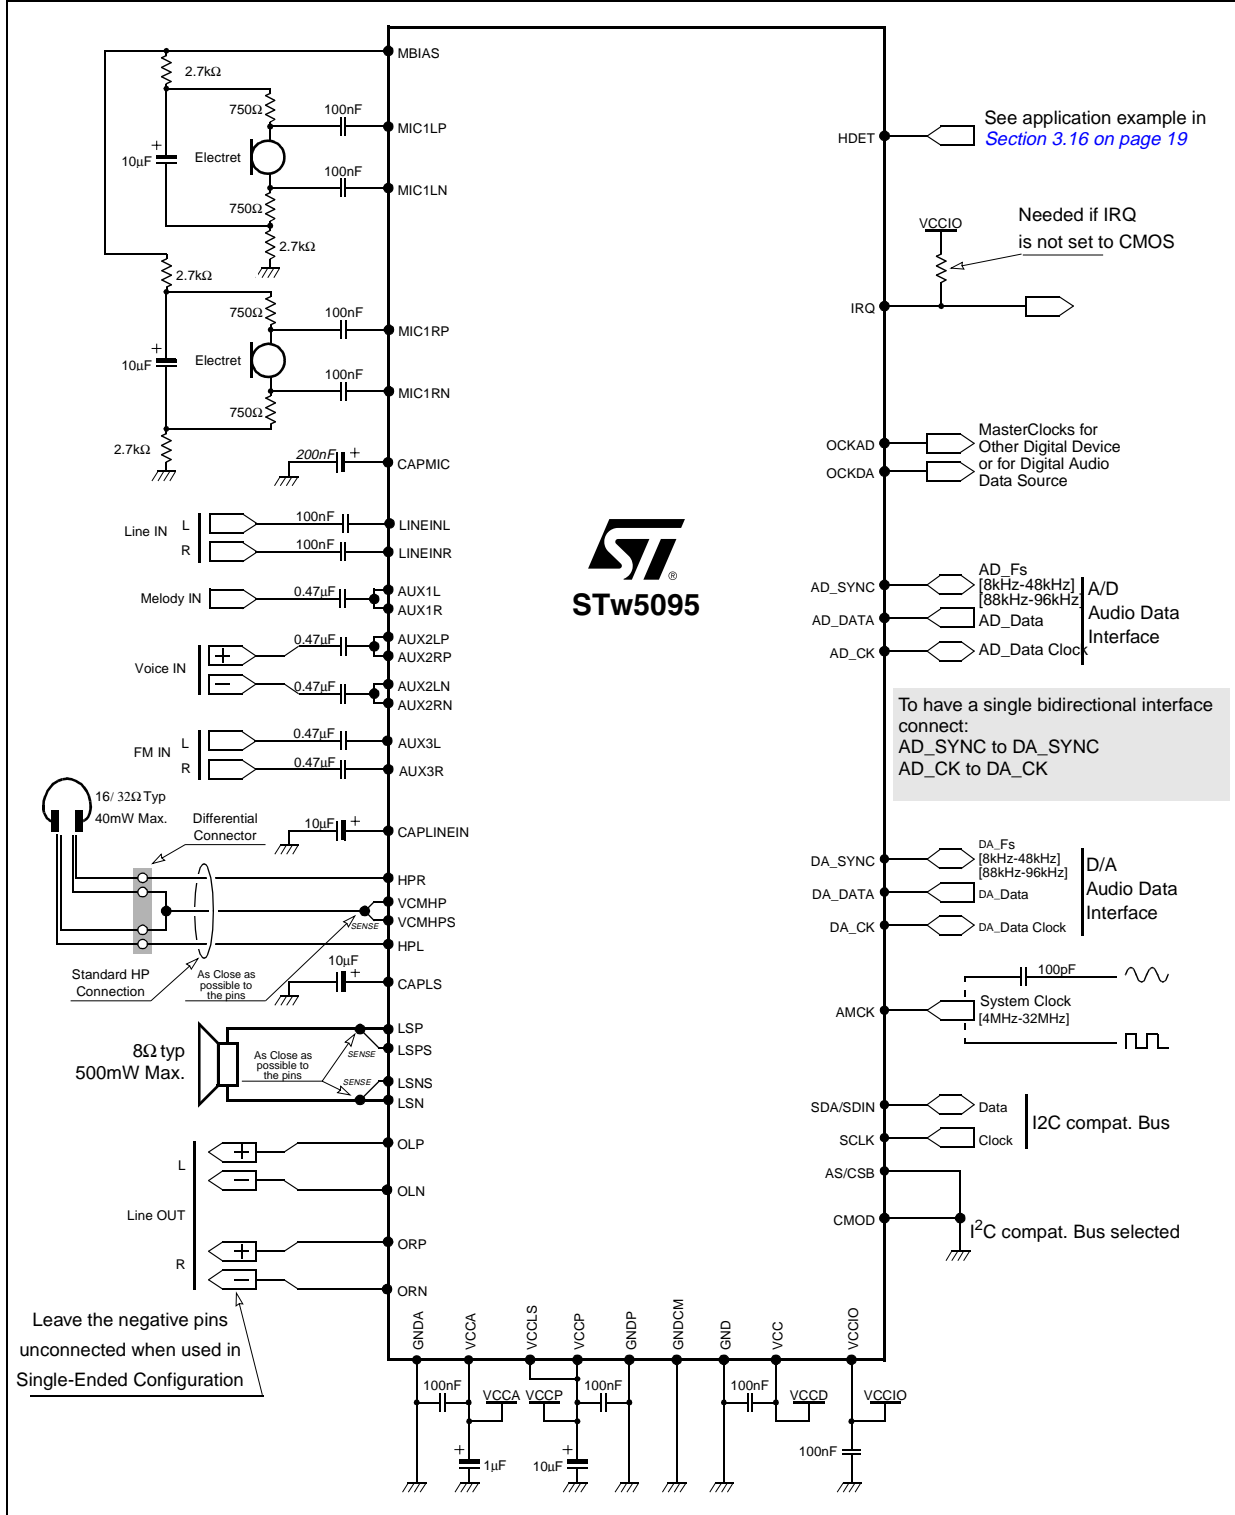 MBIAS
2.7kΩ
750Ω
100nF
MIC1LP
+
10µF
Electret
100nF
MIC1LN
750Ω
2.7kΩ
2.7kΩ
750Ω
100nF
MIC1RP
+
10µF
Electret
100nF
MIC1RN
750Ω
2.7kΩ
200nF
+
CAPMIC
Line IN
L
100nF
LINEINL
R
100nF
LINEINR
Melody IN
0.47µF
AUX1L
AUX1R
Voice IN
+
0.47µF
AUX2LP
AUX2RP
−
0.47µF
AUX2LN
AUX2RN
FM IN
L
0.47µF
AUX3L
R
0.47µF
AUX3R
16/ 32Ω Typ
40mW Max.
Differential
Connector
10µF
+
CAPLINEIN
HPR
VCMHP
VCMHPS
SENSE
HPL
Standard HP
Connection
As Close as
possible to
the pins
10µF
+
CAPLS
8Ω typ
500mW Max.
As Close as
possible to
the pins
LSP
LSPS
SENSE
SENSE
LSNS
LSN
Line OUT
L
+
OLP
−
OLN
R
+
ORP
−
ORN
Leave the negative pins
unconnected when used in
Single-Ended Configuration
ST
®
STw5095
HDET
See application example in
Section 3.16 on page 19
VCCIO
Needed if IRQ
is not set to CMOS
IRQ
OCKAD
OCKDA
MasterClocks for
Other Digital Device
or for Digital Audio
Data Source
AD_SYNC
AD_Fs
[8kHz-48kHz]
[88kHz-96kHz]
AD_DATA
AD_Data
AD_CK
AD_Data Clock
A/D
Audio Data
Interface
To have a single bidirectional interface
connect:
AD_SYNC to DA_SYNC
AD_CK to DA_CK
DA_SYNC
DA_Fs
[8kHz-48kHz]
[88kHz-96kHz]
DA_DATA
DA_Data
DA_CK
DA_Data Clock
D/A
Audio Data
Interface
100pF
AMCK
System Clock
[4MHz-32MHz]
SDA/SDIN
Data
SCLK
Clock
I2C compat. Bus
AS/CSB
CMOD
I²C compat. Bus selected
GNDA
VCCA
VCCLS
VCCP
GNDP
GNDCM
GND
VCC
VCCIO
100nF
VCCA
VCCP
100nF
100nF
VCCD
VCCIO
+
1µF
+
10µF
100nF